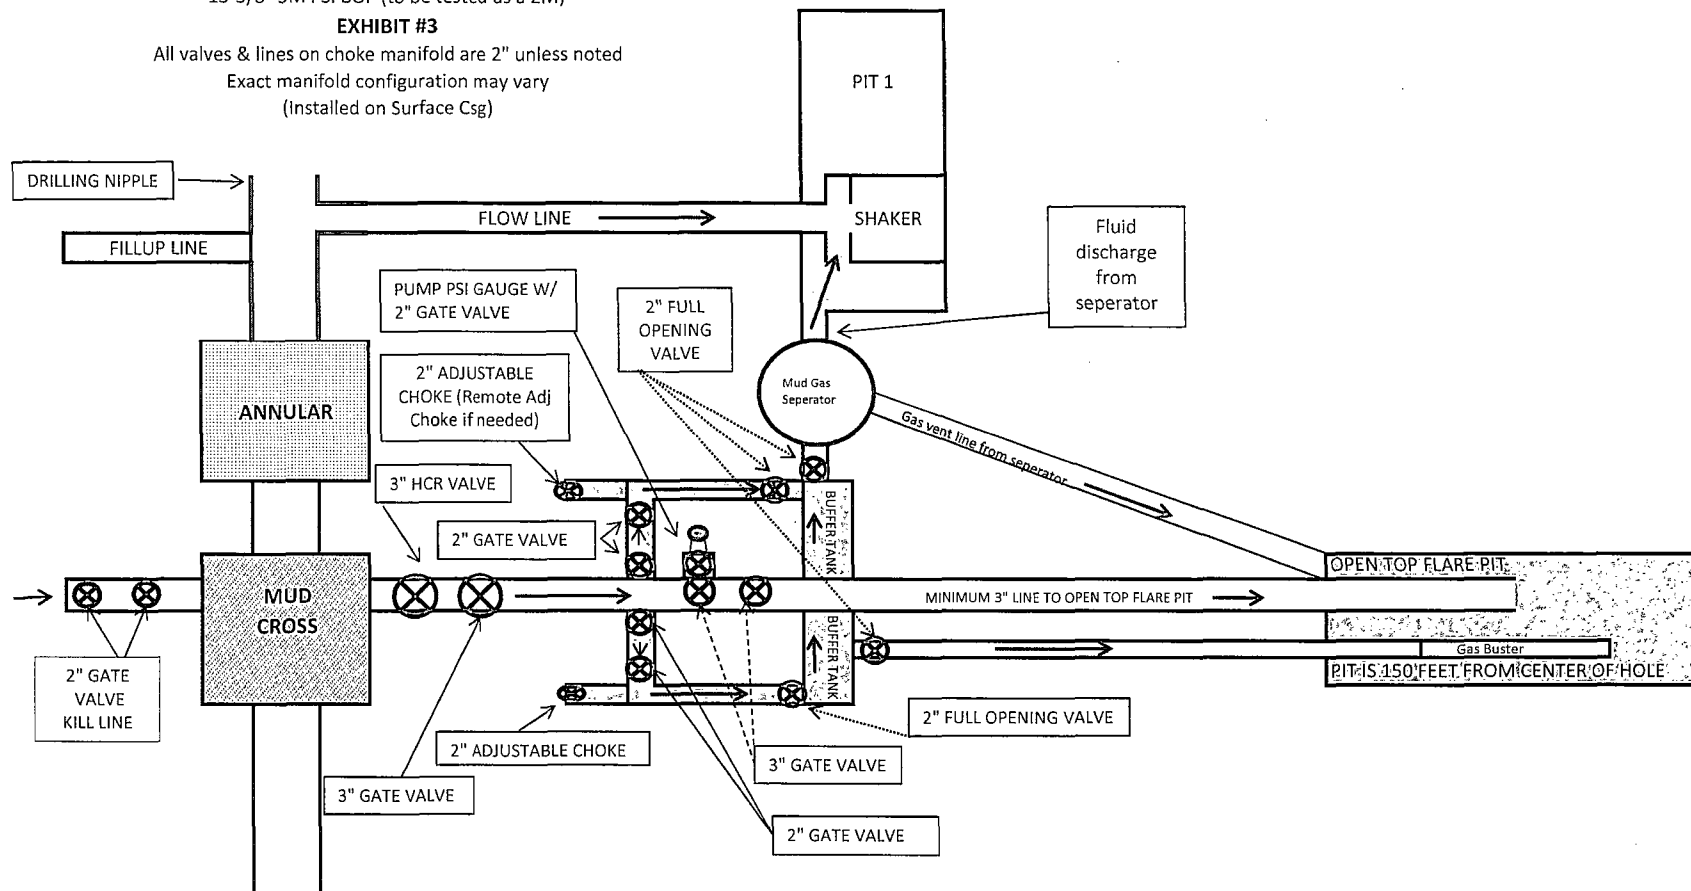 EXHIBIT #3
All valves & lines on choke manifold are 2" unless noted
Exact manifold configuration may vary
(Installed on Surface Csg)
PIT 1
DRILLING NIPPLE
FLOW LINE
SHAKER
FILLUP LINE
Fluid
discharge
from
seperator
PUMP PSI GAUGE W/
2" GATE VALVE
2" FULL
OPENING
VALVE
2" ADJUSTABLE
CHOKE (Remote Adj
Choke if needed)
Mud Gas
Seperator
ANNULAR
Gas vent line from seperator
3" HCR VALVE
2" GATE VALVE
BUFFER TANK
OPEN TOP FLARE PIT
MUD
CROSS
MINIMUM 3" LINE TO OPEN TOP FLARE PIT
BUFFER TANK
Gas Buster
PIT IS 150 FEET FROM CENTER OF HOLE
2" GATE
VALVE
KILL LINE
2" FULL OPENING VALVE
2" ADJUSTABLE CHOKE
3" GATE VALVE
3" GATE VALVE
2" GATE VALVE